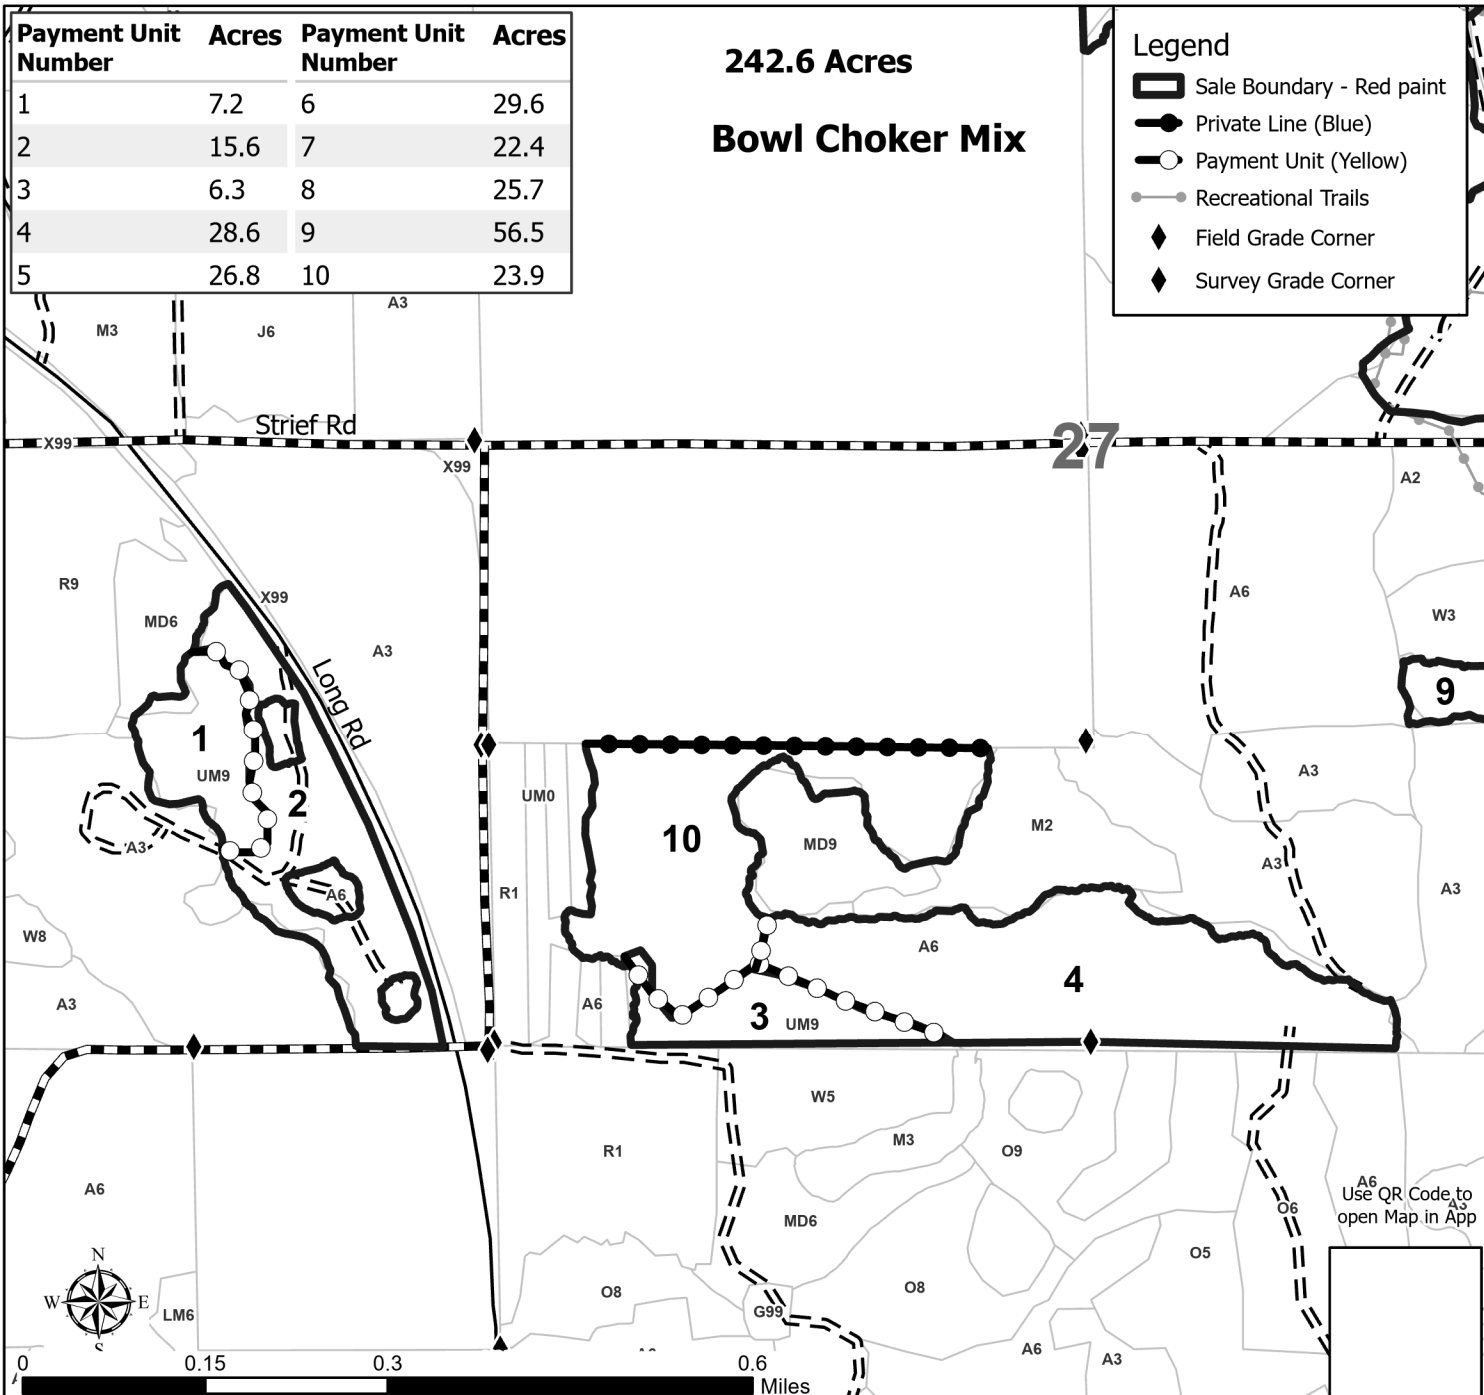 Payment Unit Number Acres Payment Unit Number Acres
1 7.2 6 29.6
2 15.6 7 22.4
3 6.3 8 25.7
4 28.6 9 56.5
5 26.8 10 23.9
242.6 Acres
Bowl Choker Mix
Legend
Sale Boundary - Red paint
Private Line (Blue)
Payment Unit (Yellow)
Recreational Trails
Field Grade Corner
Survey Grade Corner
A3
M3
J6
Strief Rd
X99
X99
27
A2
R9
X99
A6
MD6
W3
A3
Long Rd
9
1
UM9
2
A3
UM0
10
MD9
M2
A3
A3
A6
R1
A3
W8
A6
4
A3
A6
3
UM9
W5
M3
R1
O9
A6
A6
A3
Use QR Code to
open Map in App
O6
MD6
O5
N
W E
S
LM6
O8
G99
O8
A6
A3
0 0.15 0.3 0.6
Miles